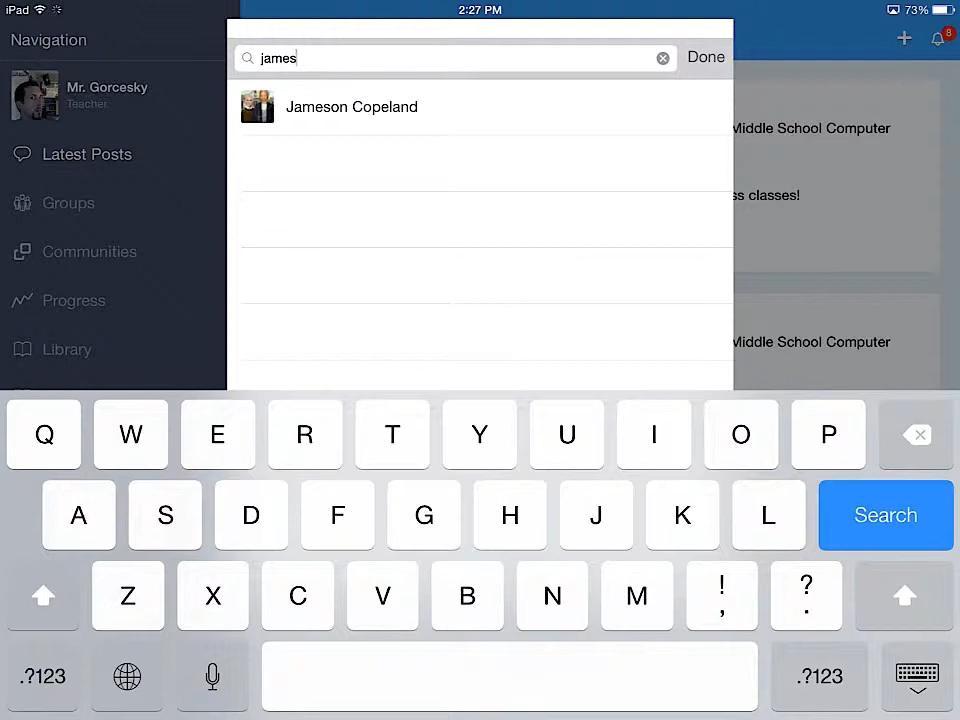 iPad 2:27 PM 73%
Navigation
+ 8
james
Done
Mr. Gorcesky
Teacher
Jameson Copeland
Middle School Computer
Latest Posts
ss classes!
Groups
Communities
Progress
Middle School Computer
Library
Q W E R T Y U I O P
A S D F G H J K L Search
Z X C V B N M ! , ? .
.?123 .?123